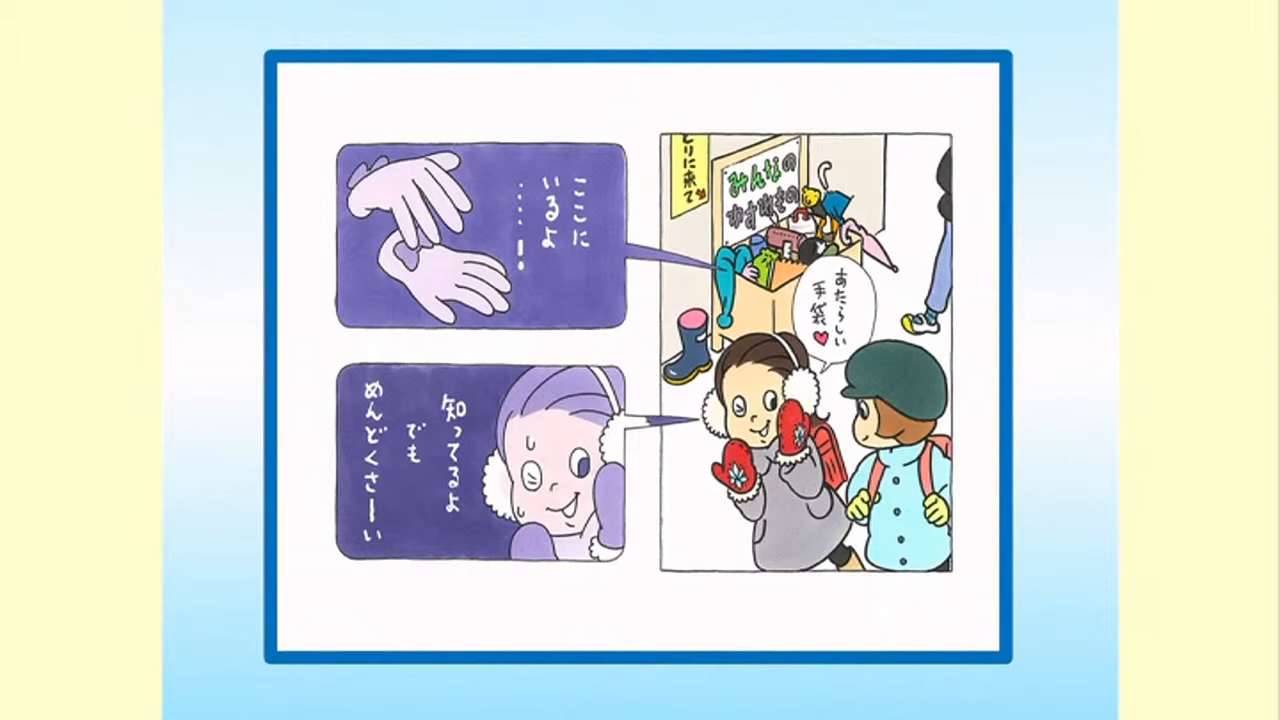 とりに来て
みんなの
わすれもの
あたらしい
手袋
ここに
いるよ
……!
知ってるよ
でも
めんどくさーい